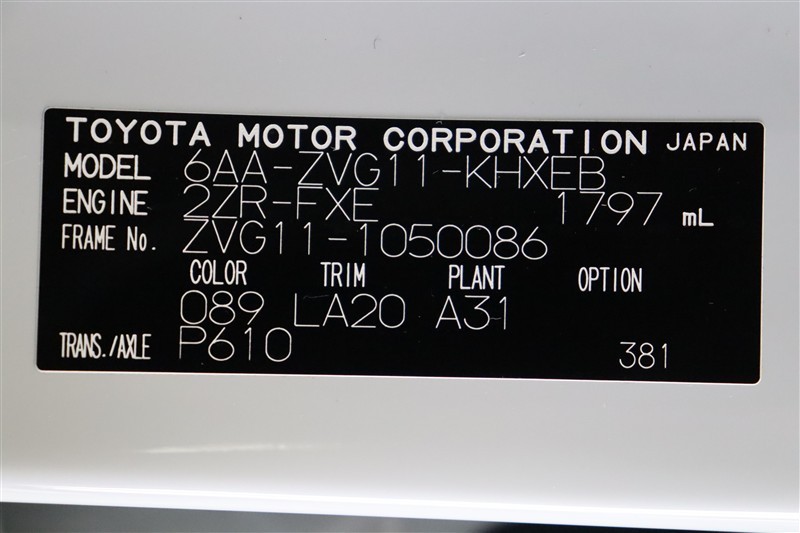 TOYOTA MOTOR CORPORATION JAPAN
MODEL 6AA-ZVG11-KHXEB
ENGINE 2ZR-FXE 1797 mL
FRAME No. ZVG11-1050086
COLOR TRIM PLANT OPTION
089 LA20 A31
TRANS./AXLE P610 381